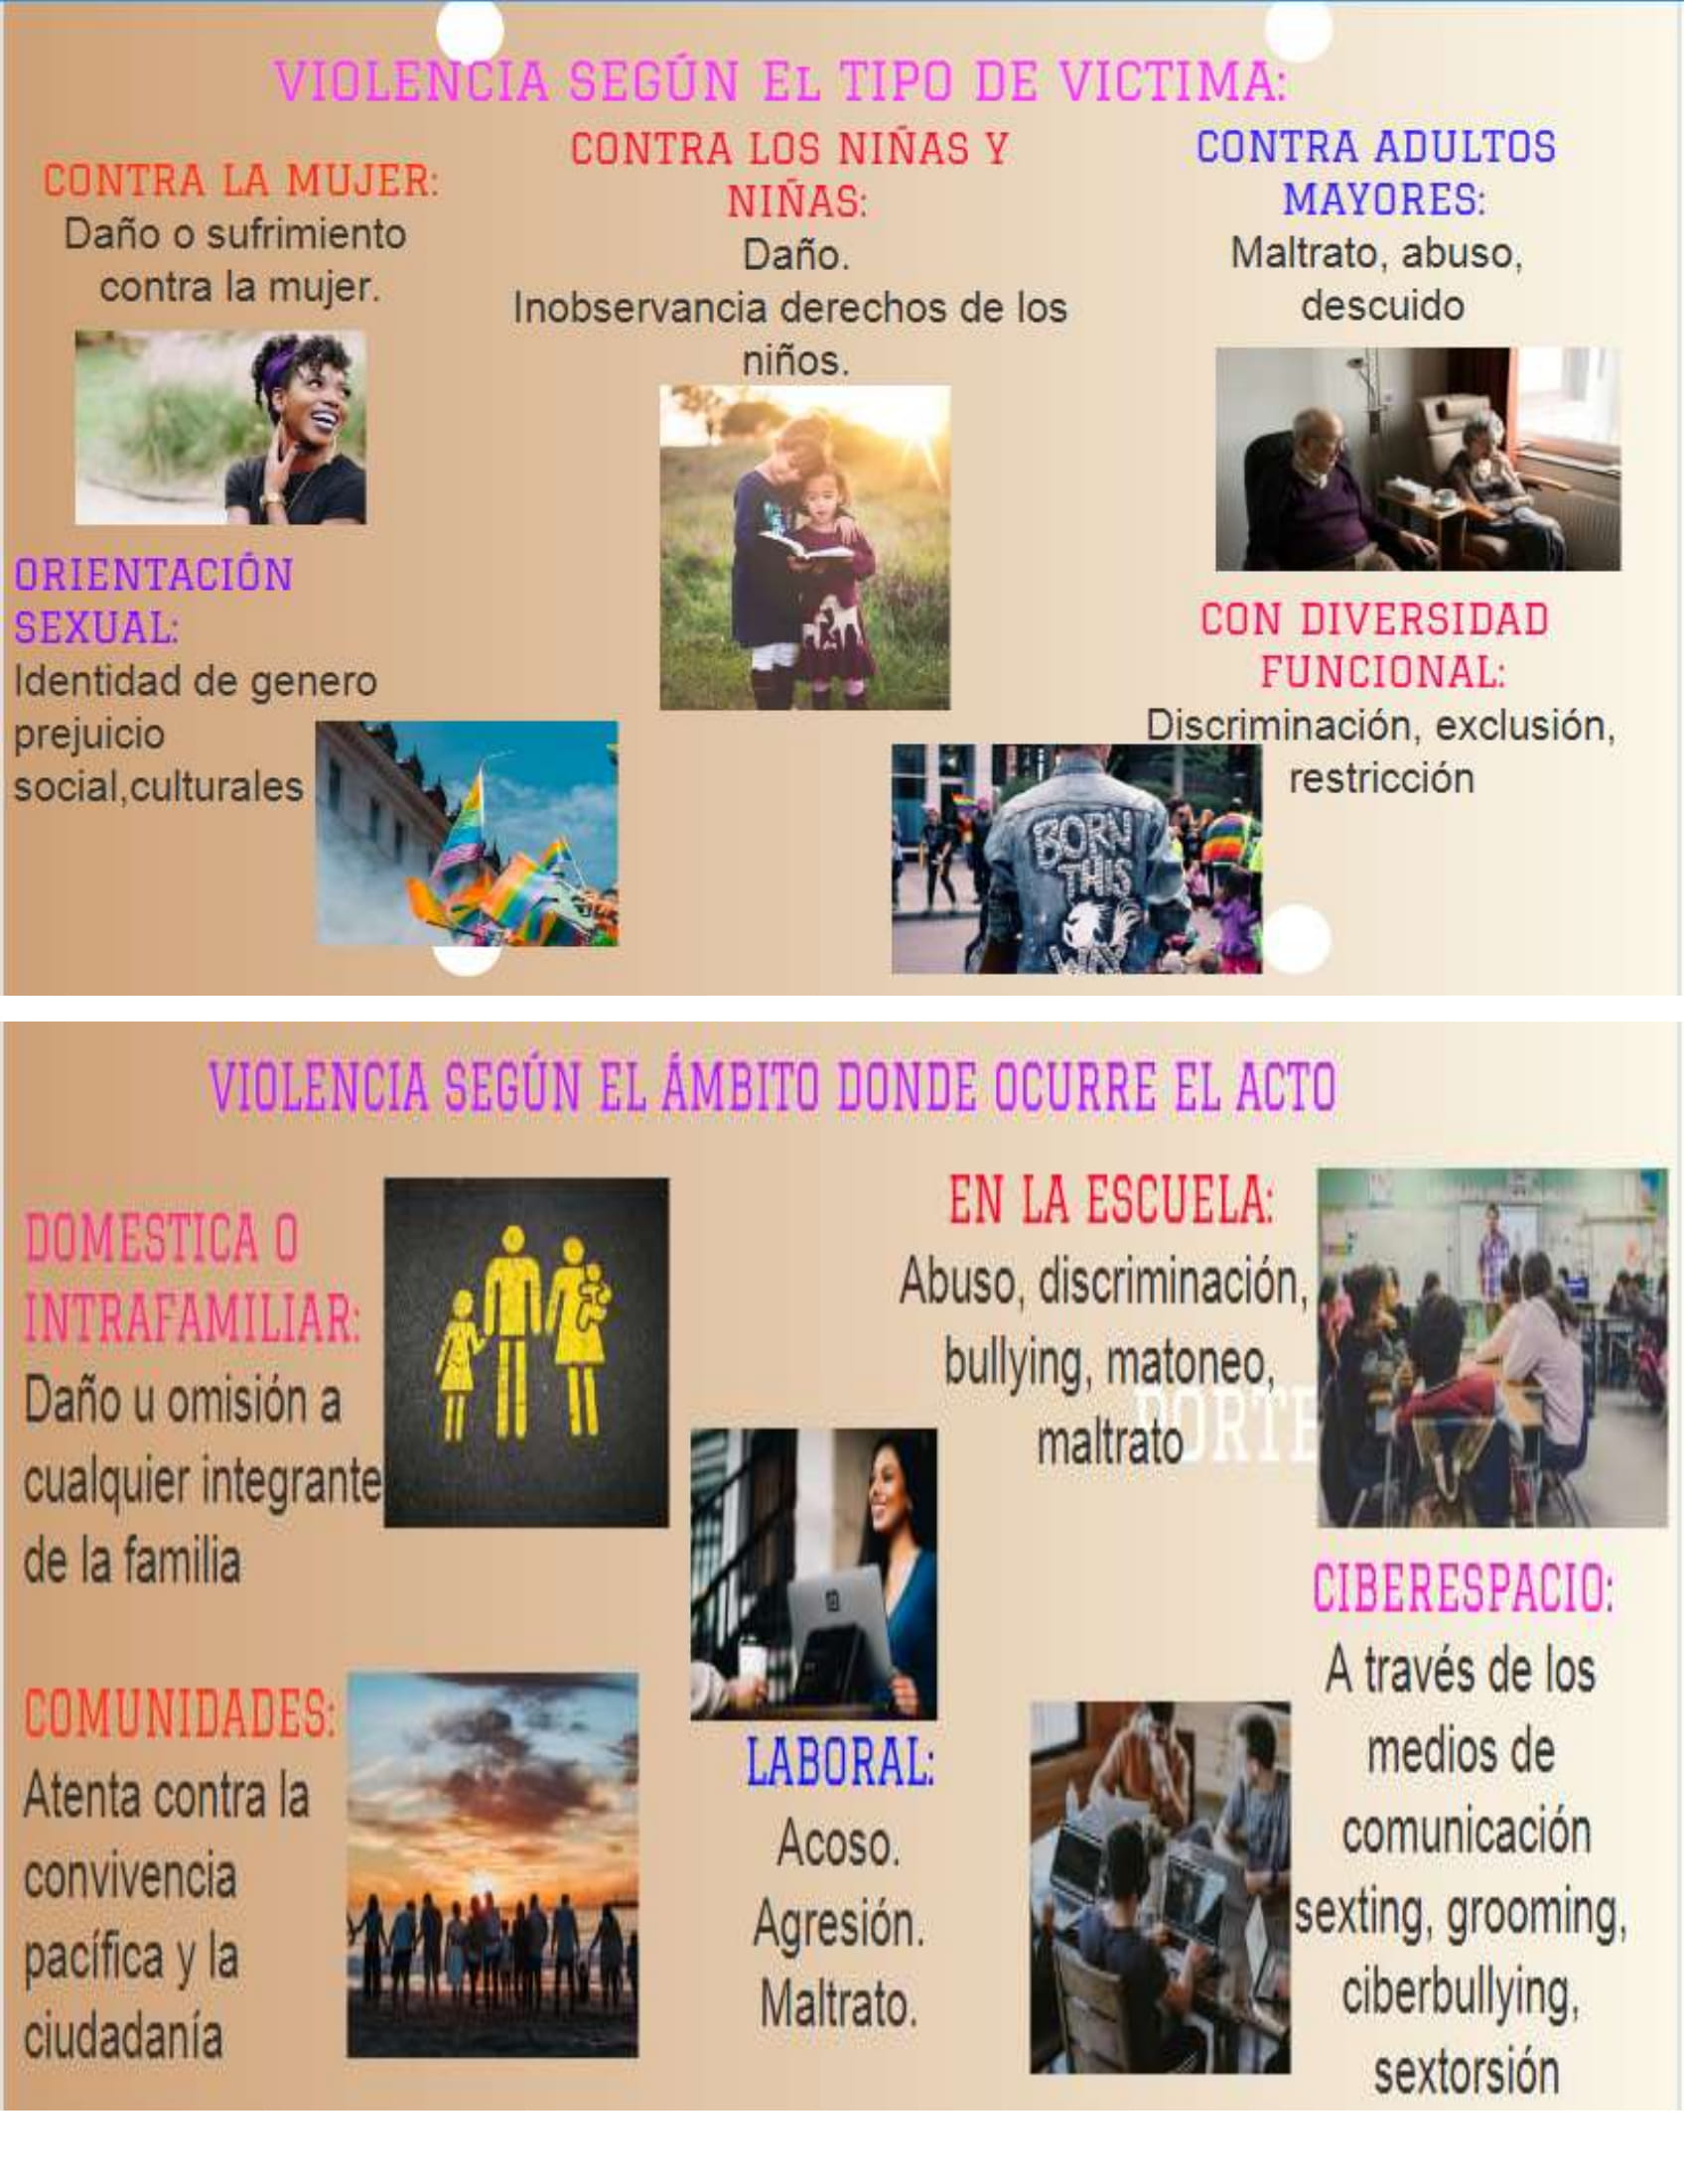 VIOLENCIA SEGÚN EL TIPO DE VICTIMA:
CONTRA LA MUJER:
Daño o sufrimiento
contra la mujer.
CONTRA LOS NIÑAS Y
NIÑAS:
Daño.
Inobservancia derechos de los
niños.
CONTRA ADULTOS
MAYORES:
Maltrato, abuso,
descuido
ORIENTACIÓN
SEXUAL:
Identidad de genero
prejuicio
social,culturales
CON DIVERSIDAD
FUNCIONAL:
Discriminación, exclusión,
restricción
BORN
THIS
WAY
VIOLENCIA SEGÚN EL ÁMBITO DONDE OCURRE EL ACTO
DOMESTICA O
INTRAFAMILIAR:
Daño u omisión a
cualquier integrante
de la familia
EN LA ESCUELA:
Abuso, discriminación,
bullying, matoneo,
maltrato
COMUNIDADES:
Atenta contra la
convivencia
pacífica y la
ciudadanía
LABORAL:
Acoso.
Agresión.
Maltrato.
CIBERESPACIO:
A través de los
medios de
comunicación
sexting, grooming,
ciberbullying,
sextorsión